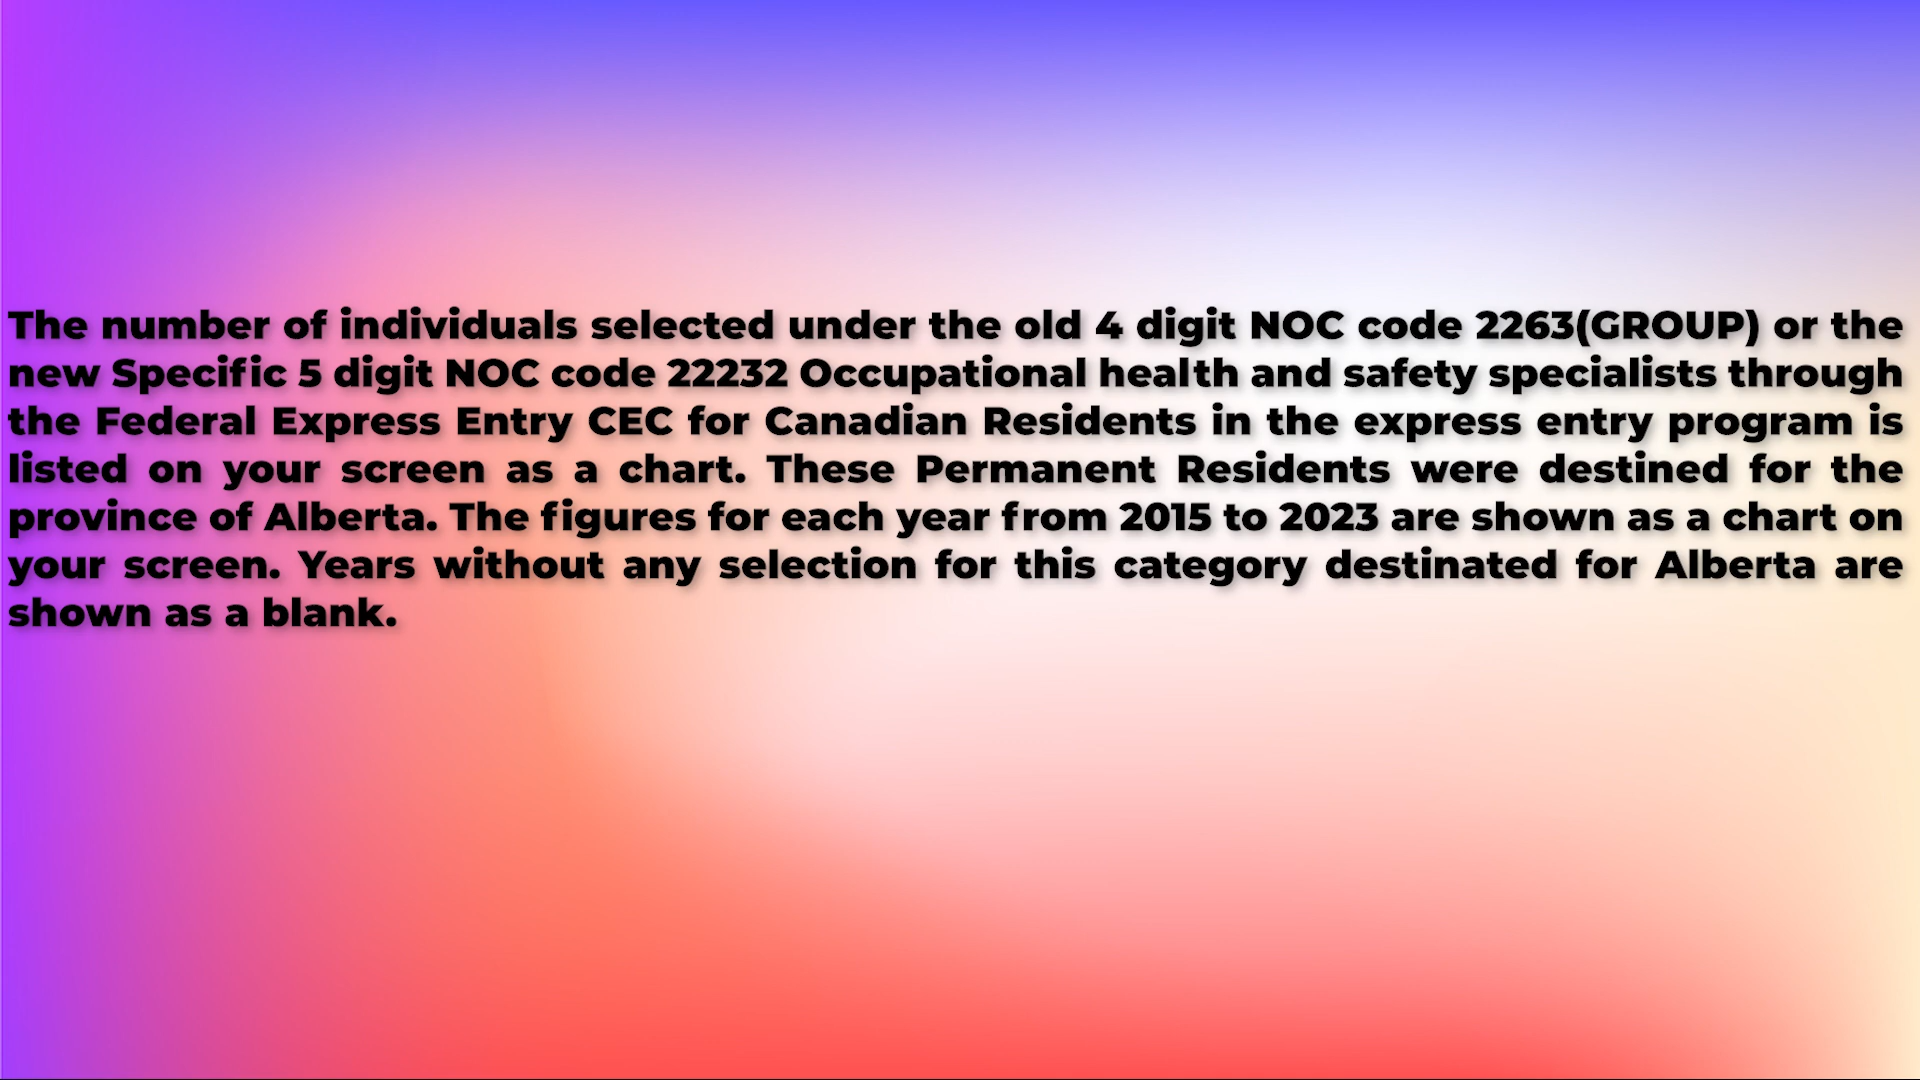 The number of individuals selected under the old 4 digit NOC code 2263(GROUP) or the
new Specific 5 digit NOC code 22232 Occupational health and safety specialists through
the Federal Express Entry CEC for Canadian Residents in the express entry program is
listed on your screen as a chart. These Permanent Residents were destined for the
province of Alberta. The figures for each year from 2015 to 2023 are shown as a chart on
your screen. Years without any selection for this category destinated for Alberta are
shown as a blank.